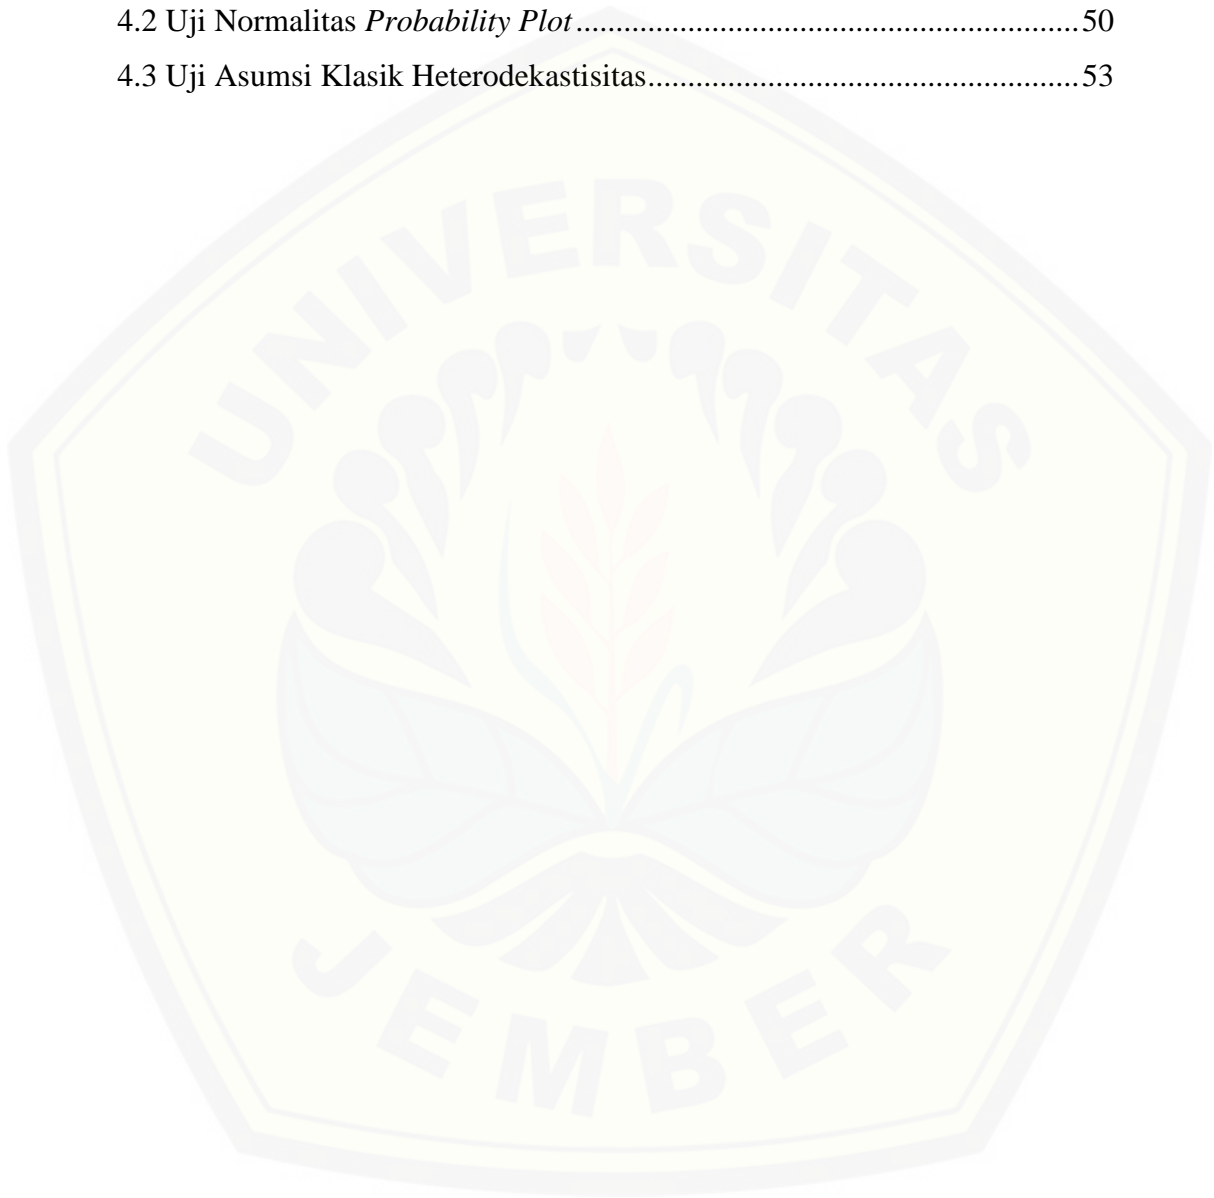 4.2 Uji Normalitas Probability Plot...............................................................50
4.3 Uji Asumsi Klasik Heterodekastisitas......................................................53
UNIVERSITAS
JEMBER